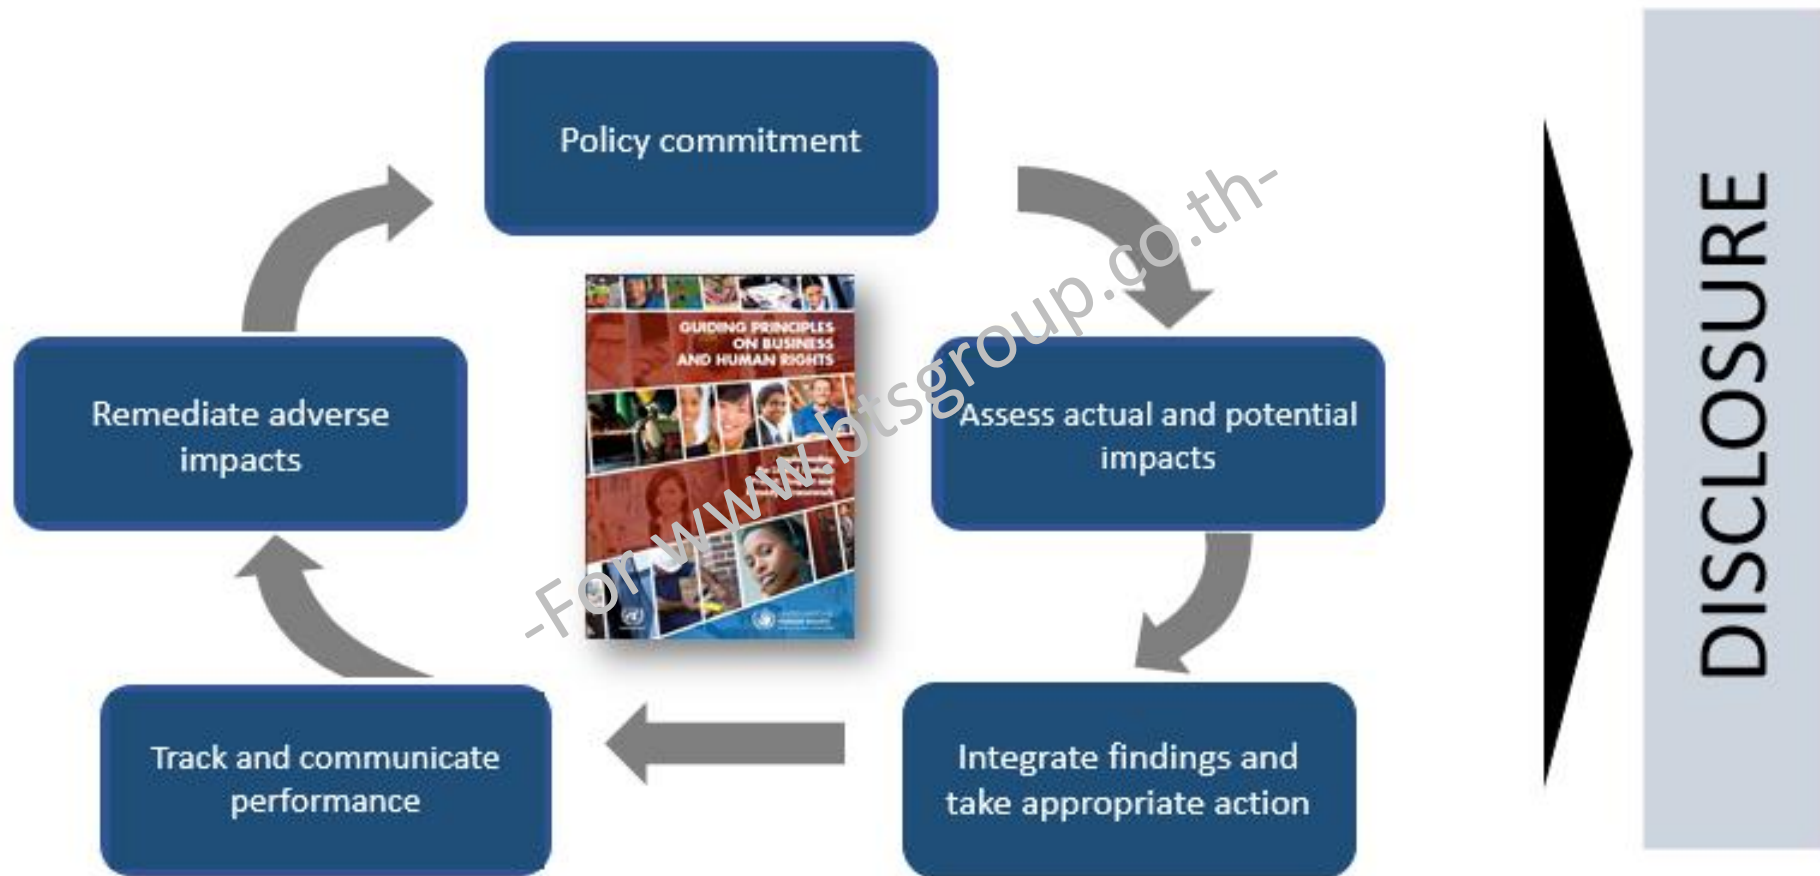 Policy commitment
GUIDING PRINCIPLES
ON BUSINESS
AND HUMAN RIGHTS
Remediate adverse
impacts
Assess actual and potential
impacts
-For www.btsgroup.co.th-
Track and communicate
performance
Integrate findings and
take appropriate action
DISCLOSURE